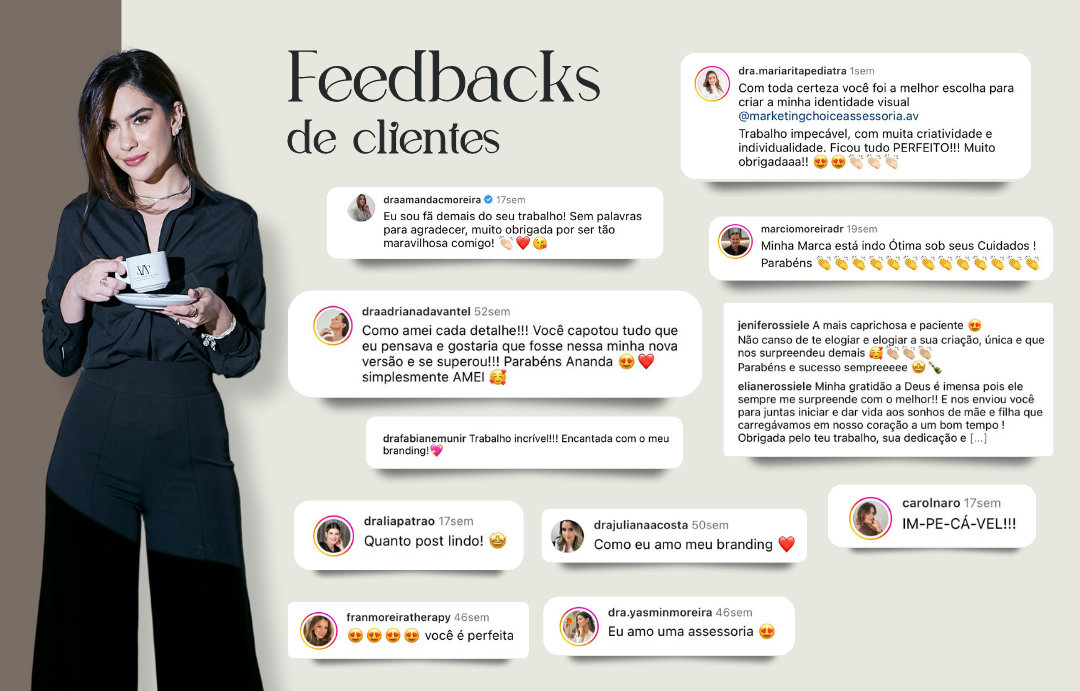 Feedbacks
de clientes
dra.mariaritapediatra 1sem
Com toda certeza você foi a melhor escolha para
criar a minha identidade visual
@marketingchoiceassessoria.av
Trabalho impecável, com muita criatividade e
individualidade. Ficou tudo PERFEITO!!! Muito
obrigadaaa!! 😍😍👏🏻👏🏻👏🏻
draamandacmoreira 17sem
Eu sou fã demais do seu trabalho! Sem palavras
para agradecer, muito obrigada por ser tão
maravilhosa comigo! 👏🏻❤️😘
marciomoreiradr 19sem
Minha Marca está indo Ótima sob seus Cuidados !
Parabéns 👏👏👏👏👏👏👏👏👏👏👏👏👏
draadrianadavantel 52sem
Como amei cada detalhe!!! Você capotou tudo que
eu pensava e gostaria que fosse nessa minha nova
versão e se superou!!! Parabéns Ananda 😍❤️
simplesmente AMEI 🥰
jeniferossiele A mais caprichosa e paciente 😍
Não canso de te elogiar e elogiar a sua criação, única e que
nos surpreendeu demais 🥰👏🏻👏🏻👏🏻
Parabéns e sucesso sempreeeee 🤩🍾
elianerossiele Minha gratidão a Deus é imensa pois ele
sempre me surpreende com o melhor!! E nos enviou você
para juntas iniciar e dar vida aos sonhos de mãe e filha que
carregávamos em nosso coração a um bom tempo !
Obrigada pelo teu trabalho, sua dedicação e [...]
drafabianemunir Trabalho incrível!!! Encantada com o meu
branding!💖
draliapatrao 17sem
Quanto post lindo! 🤩
drajulianaacosta 50sem
Como eu amo meu branding ❤️
carolnaro 17sem
IM-PE-CÁ-VEL!!!
franmoreiratherapy 46sem
😍😍😍😍 você é perfeita
dra.yasminmoreira 46sem
Eu amo uma assessoria 😍